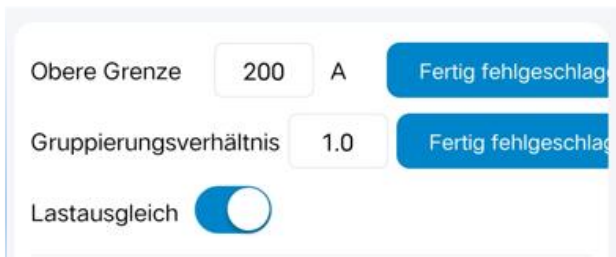 Obere Grenze 200 A Fertig fehlgeschlag
Gruppierungsverhältnis 1.0 Fertig fehlgeschlag
Lastausgleich